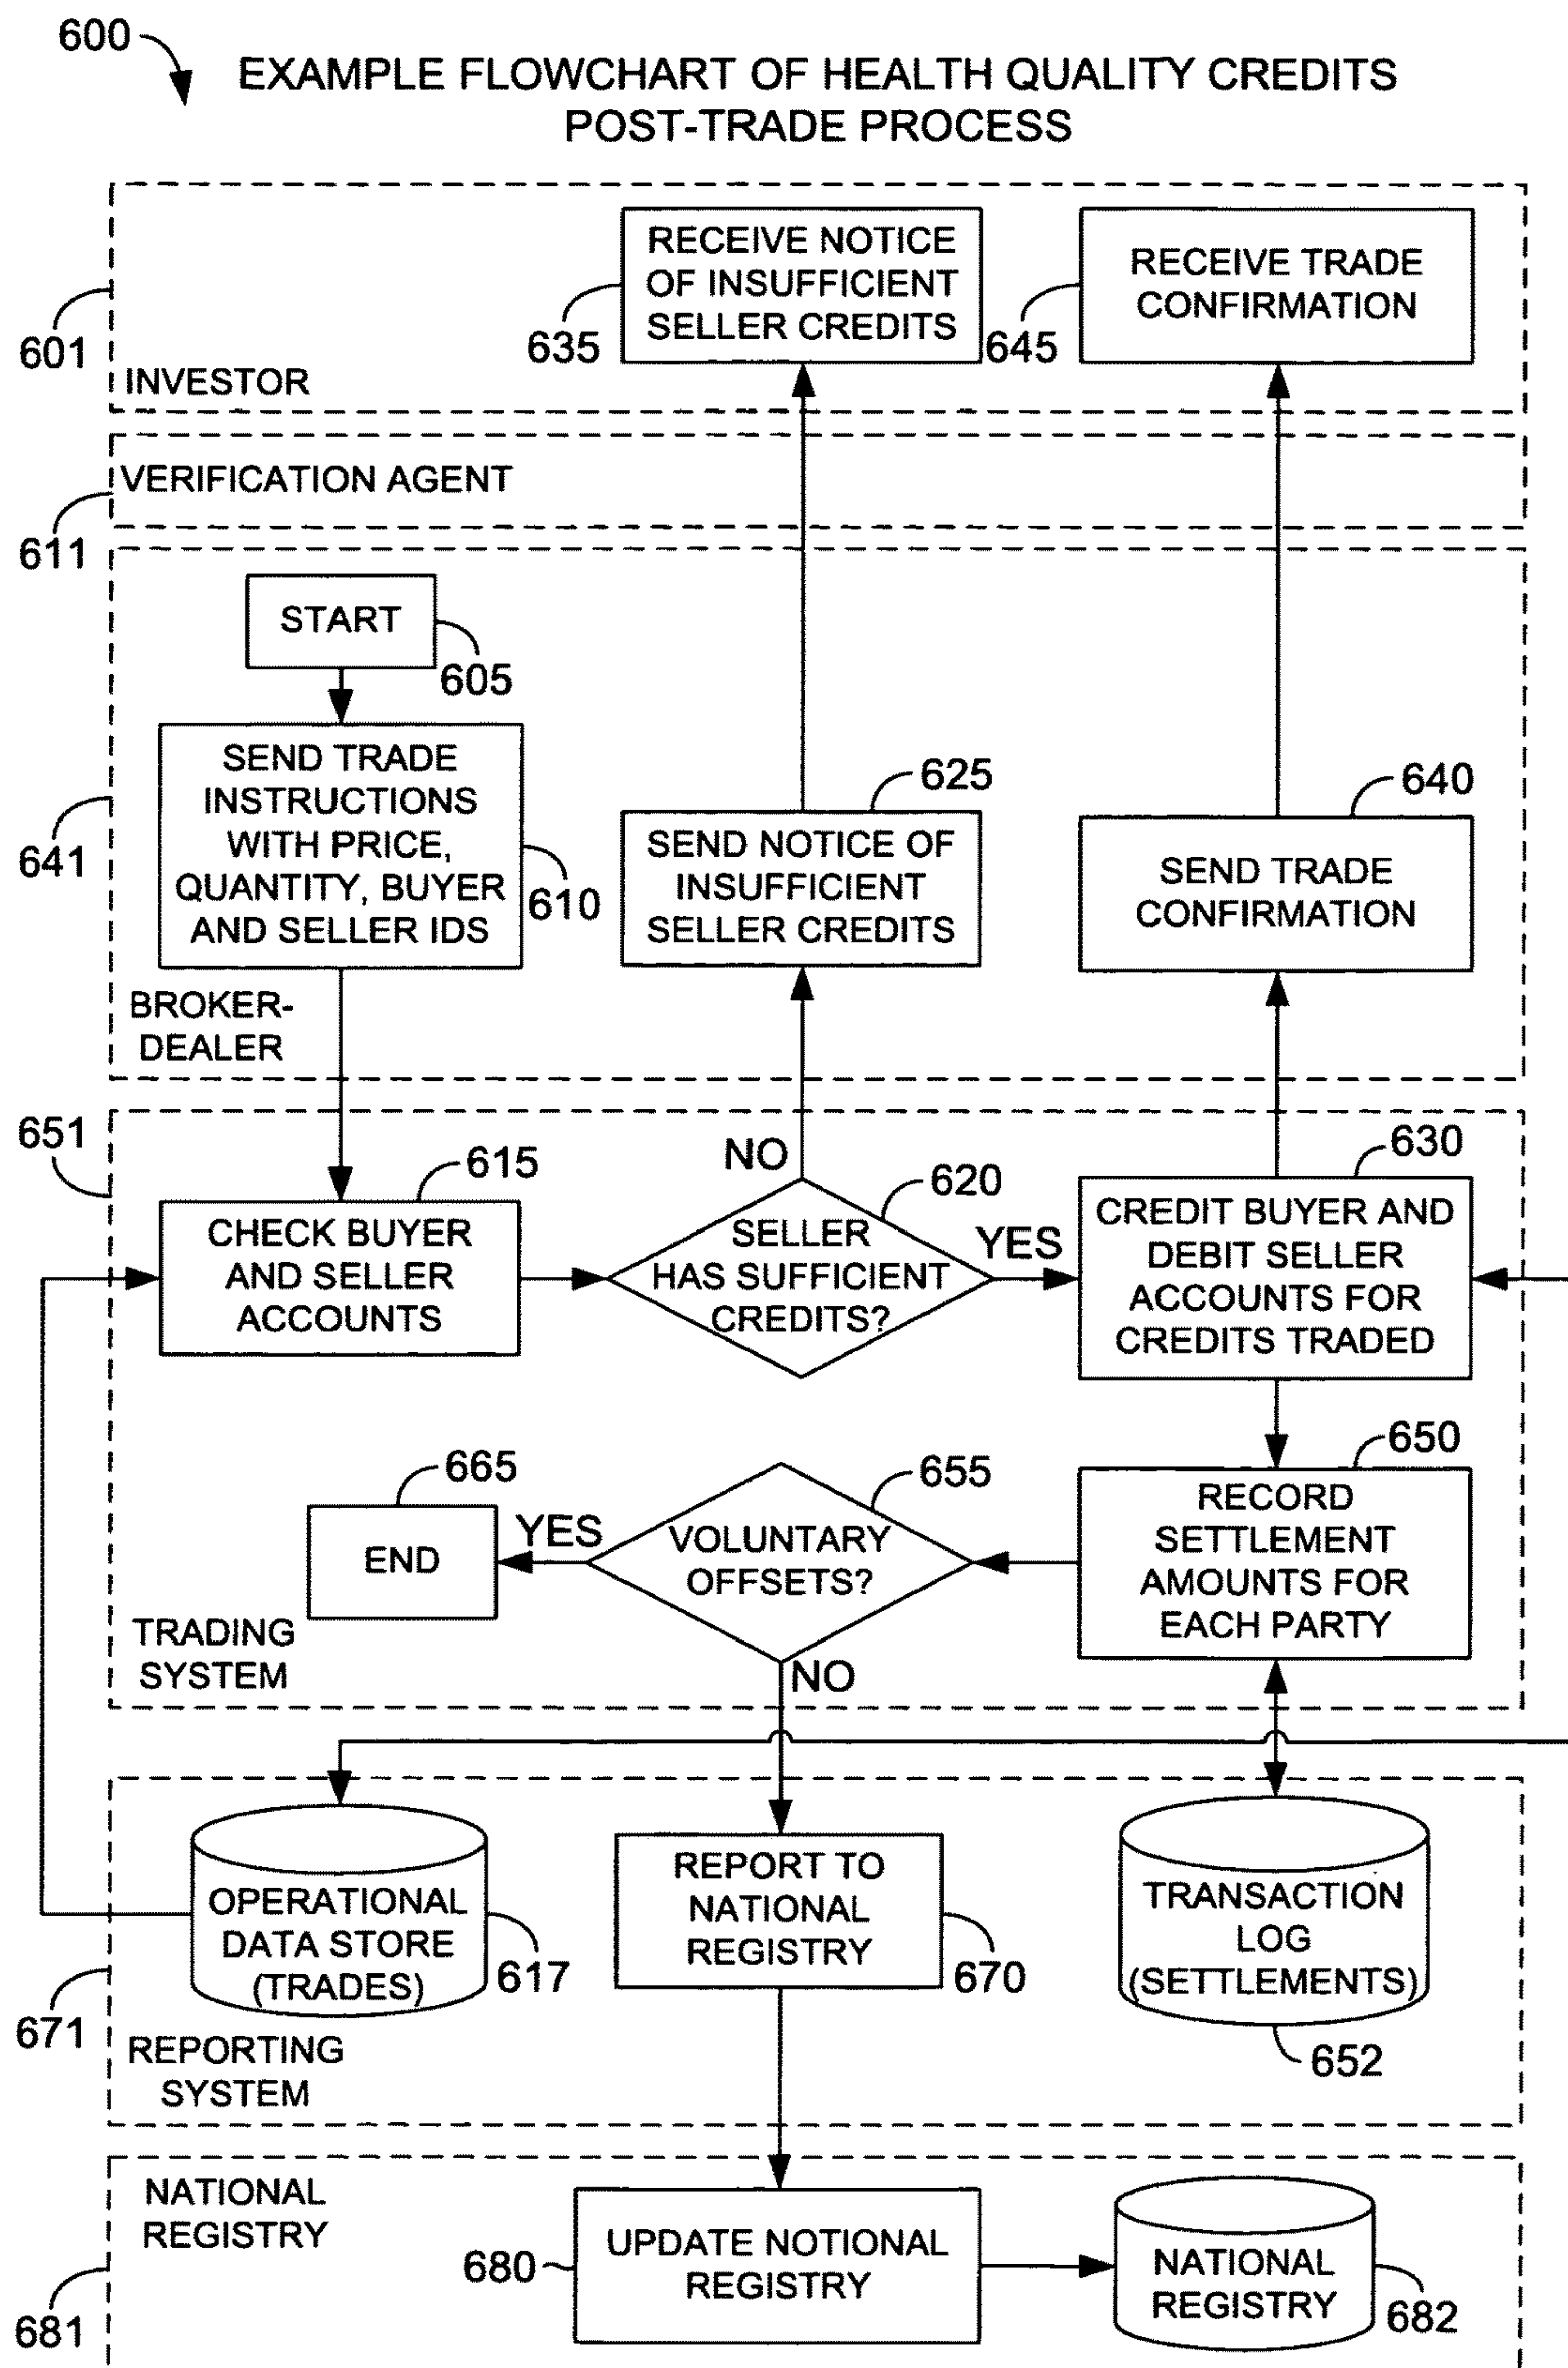 600
EXAMPLE FLOWCHART OF HEALTH QUALITY CREDITS
POST-TRADE PROCESS
RECEIVE NOTICE
OF INSUFFICIENT
SELLER CREDITS
635
RECEIVE TRADE
CONFIRMATION
645
601
INVESTOR
VERIFICATION AGENT
611
START
605
SEND TRADE
INSTRUCTIONS
WITH PRICE,
QUANTITY, BUYER
AND SELLER IDS
610
625
SEND NOTICE OF
INSUFFICIENT
SELLER CREDITS
640
SEND TRADE
CONFIRMATION
641
BROKER-
DEALER
651
615
CHECK BUYER
AND SELLER
ACCOUNTS
NO
620
SELLER
HAS SUFFICIENT
CREDITS?
YES
630
CREDIT BUYER AND
DEBIT SELLER
ACCOUNTS FOR
CREDITS TRADED
665
END
YES
655
VOLUNTARY
OFFSETS?
NO
650
RECORD
SETTLEMENT
AMOUNTS FOR
EACH PARTY
TRADING
SYSTEM
OPERATIONAL
DATA STORE
(TRADES)
617
REPORT TO
NATIONAL
REGISTRY
670
TRANSACTION
LOG
(SETTLEMENTS)
652
671
REPORTING
SYSTEM
NATIONAL
REGISTRY
680
UPDATE NOTIONAL
REGISTRY
NATIONAL
REGISTRY
682
681